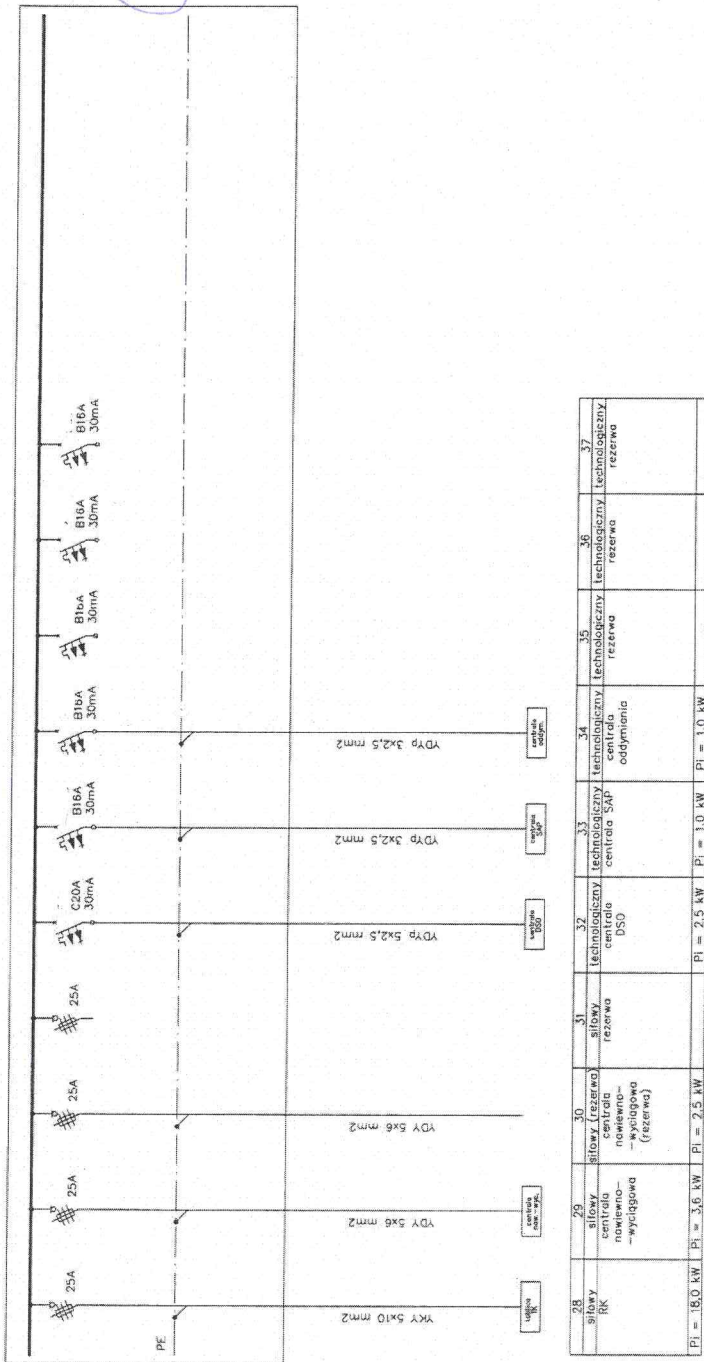 25A
25A
25A
25A
C20A
30mA
B16A
30mA
B16A
30mA
B16A
30mA
B16A
30mA
B16A
30mA
PE
YKY 5x10 mm2
YDY 5x6 mm2
YDY 5x6 mm2
YDYp 5x2,5 mm2
YDYp 3x2,5 mm2
YDYp 3x2,5 mm2
tablica
RK
centrala
naw.-wyc.
centrala
DSO
centrala
SAP
centrala
oddym.
28
siłowy
RK
Pi = 18,0 kW
29
siłowy
centrala
nawiewno-
-wyciągowa
Pi = 3,6 kW
30
siłowy (rezerwa)
centrala
nawiewno-
-wyciągowa
(rezerwa)
Pi = 2,5 kW
31
siłowy
rezerwa
32
technologiczny
centrala
DSO
Pi = 2,5 kW
33
technologiczny
centrala SAP
Pi = 1,0 kW
34
technologiczny
centrala
oddymiania
Pi = 1,0 kW
35
technologiczny
rezerwa
36
technologiczny
rezerwa
37
technologiczny
rezerwa